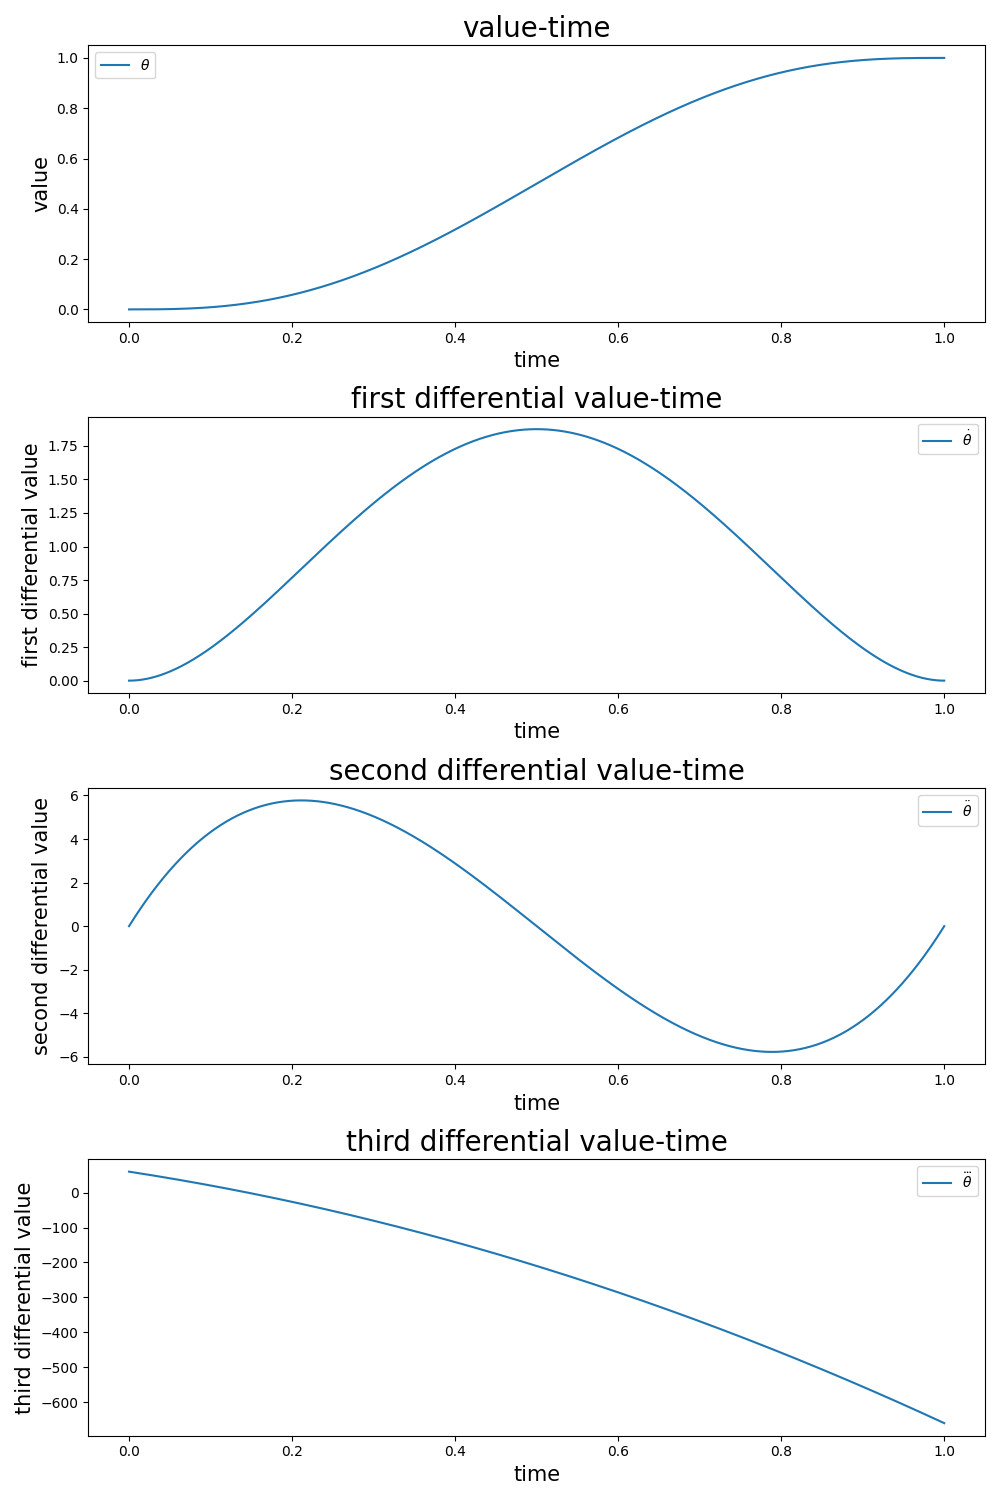 value-time
1.0
0.8
0.6
0.4
0.2
0.0
value
θ
0.0 0.2 0.4 0.6 0.8 1.0
time
first differential value-time
1.75
1.50
1.25
1.00
0.75
0.50
0.25
0.00
first differential value
θ̇
0.0 0.2 0.4 0.6 0.8 1.0
time
second differential value-time
6
4
2
0
−2
−4
−6
second differential value
θ̈
0.0 0.2 0.4 0.6 0.8 1.0
time
third differential value-time
0
−100
−200
−300
−400
−500
−600
third differential value
θ⃛
0.0 0.2 0.4 0.6 0.8 1.0
time